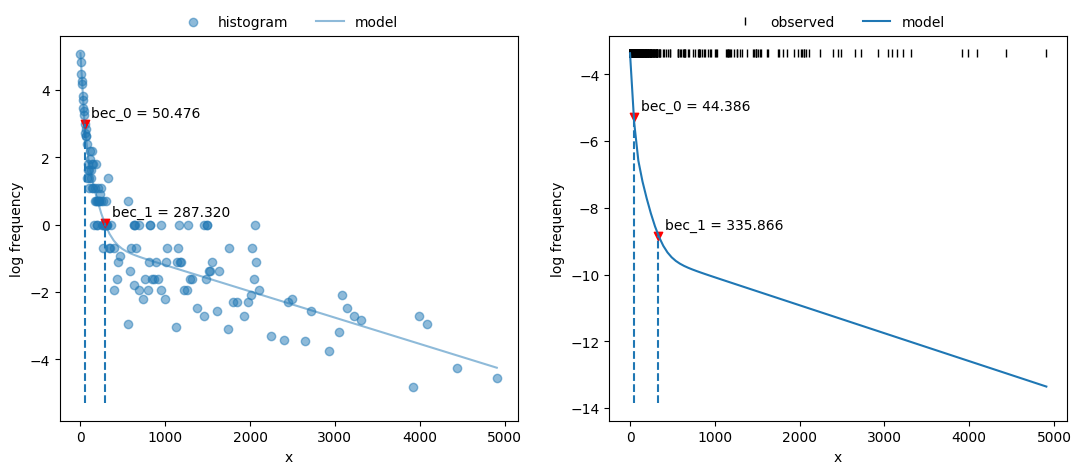 histogram
model
bec_0 = 50.476
bec_1 = 287.320
4
2
0
−2
−4
log frequency
0
1000
2000
3000
4000
5000
x
observed
model
bec_0 = 44.386
bec_1 = 335.866
−4
−6
−8
−10
−12
−14
log frequency
0
1000
2000
3000
4000
5000
x